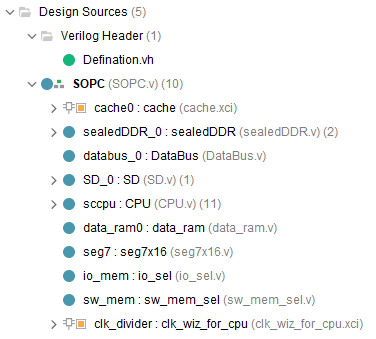 Design Sources (5)
Verilog Header (1)
Defination.vh
SOPC (SOPC.v) (10)
cache0 : cache (cache.xci)
sealedDDR_0 : sealedDDR (sealedDDR.v) (2)
databus_0 : DataBus (DataBus.v)
SD_0 : SD (SD.v) (1)
sccpu : CPU (CPU.v) (11)
data_ram0 : data_ram (data_ram.v)
seg7 : seg7x16 (seg7x16.v)
io_mem : io_sel (io_sel.v)
sw_mem : sw_mem_sel (sw_mem_sel.v)
clk_divider : clk_wiz_for_cpu (clk_wiz_for_cpu.xci)